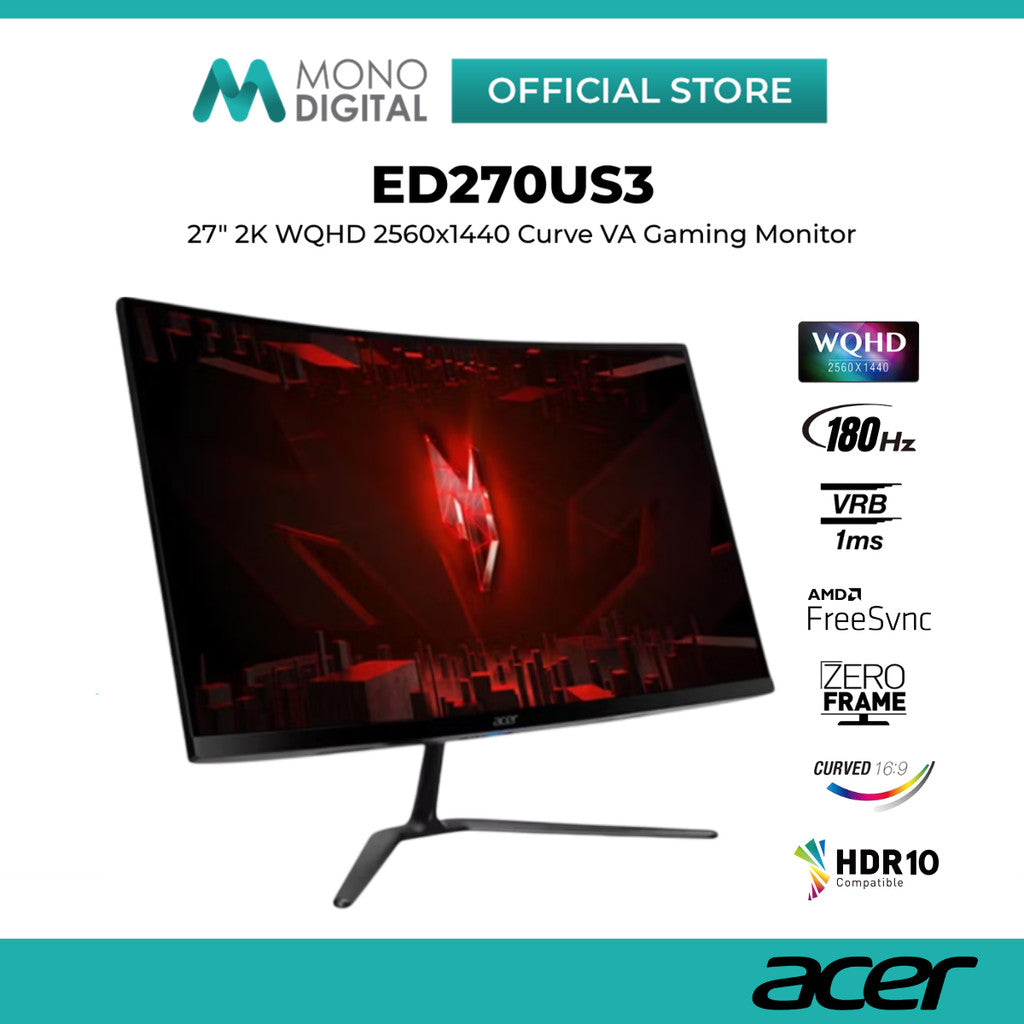 MONO
DIGITAL
OFFICIAL STORE
ED270US3
27" 2K WQHD 2560x1440 Curve VA Gaming Monitor
WQHD
2560X1440
180Hz
VRB
1ms
AMD
FreeSync
ZERO
FRAME
CURVED 16:9
HDR10
Compatible
acer
acer